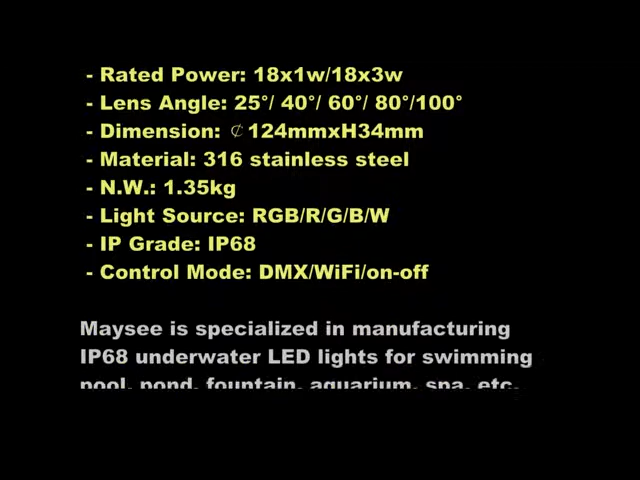 - Rated Power: 18x1w/18x3w
- Lens Angle: 25°/ 40°/ 60°/ 80°/100°
- Dimension: ₵124mmxH34mm
- Material: 316 stainless steel
- N.W.: 1.35kg
- Light Source: RGB/R/G/B/W
- IP Grade: IP68
- Control Mode: DMX/WiFi/on-off
Maysee is specialized in manufacturing
IP68 underwater LED lights for swimming
pool, pond, fountain, aquarium, spa, etc.